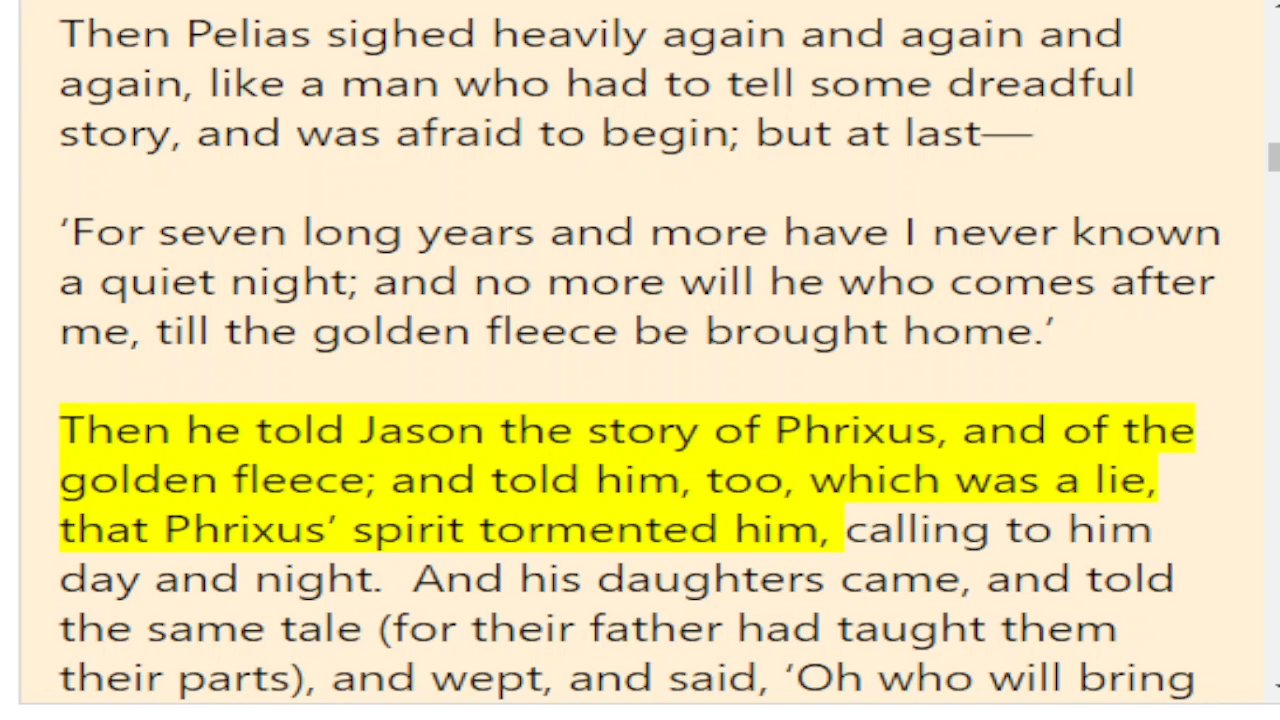 Then Pelias sighed heavily again and again and
again, like a man who had to tell some dreadful
story, and was afraid to begin; but at last—
‘For seven long years and more have I never known
a quiet night; and no more will he who comes after
me, till the golden fleece be brought home.’
Then he told Jason the story of Phrixus, and of the
golden fleece; and told him, too, which was a lie,
that Phrixus’ spirit tormented him, calling to him
day and night.  And his daughters came, and told
the same tale (for their father had taught them
their parts), and wept, and said, ‘Oh who will bring